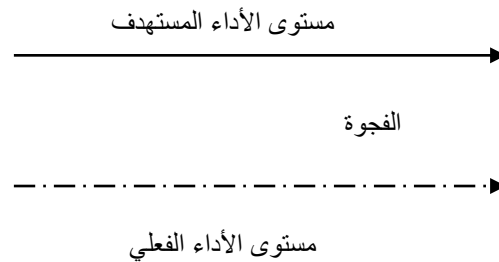 مستوى الأداء المستهدف
الفجوة
مستوى الأداء الفعلي